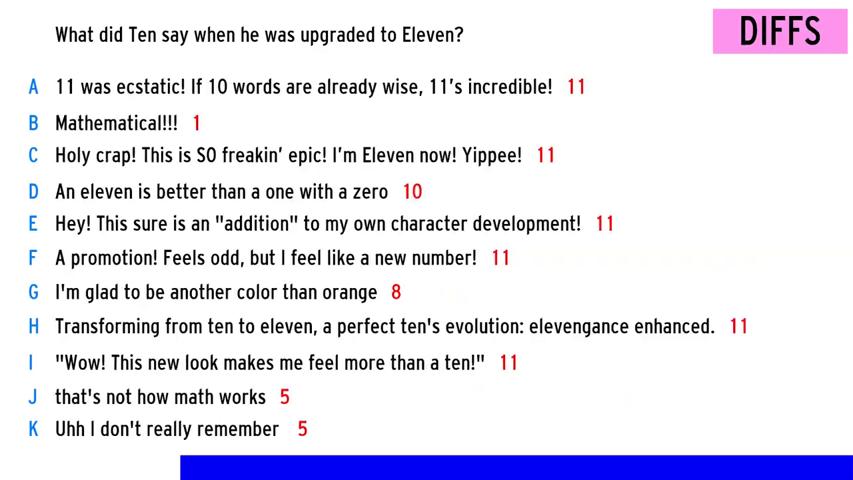 What did Ten say when he was upgraded to Eleven?
DIFFS
A 11 was ecstatic! If 10 words are already wise, 11's incredible! 11
B Mathematical!!! 1
C Holy crap! This is SO freakin' epic! I'm Eleven now! Yippee! 11
D An eleven is better than a one with a zero 10
E Hey! This sure is an "addition" to my own character development! 11
F A promotion! Feels odd, but I feel like a new number! 11
G I'm glad to be another color than orange 8
H Transforming from ten to eleven, a perfect ten's evolution: elevengance enhanced. 11
I "Wow! This new look makes me feel more than a ten!" 11
J that's not how math works 5
K Uhh I don't really remember 5